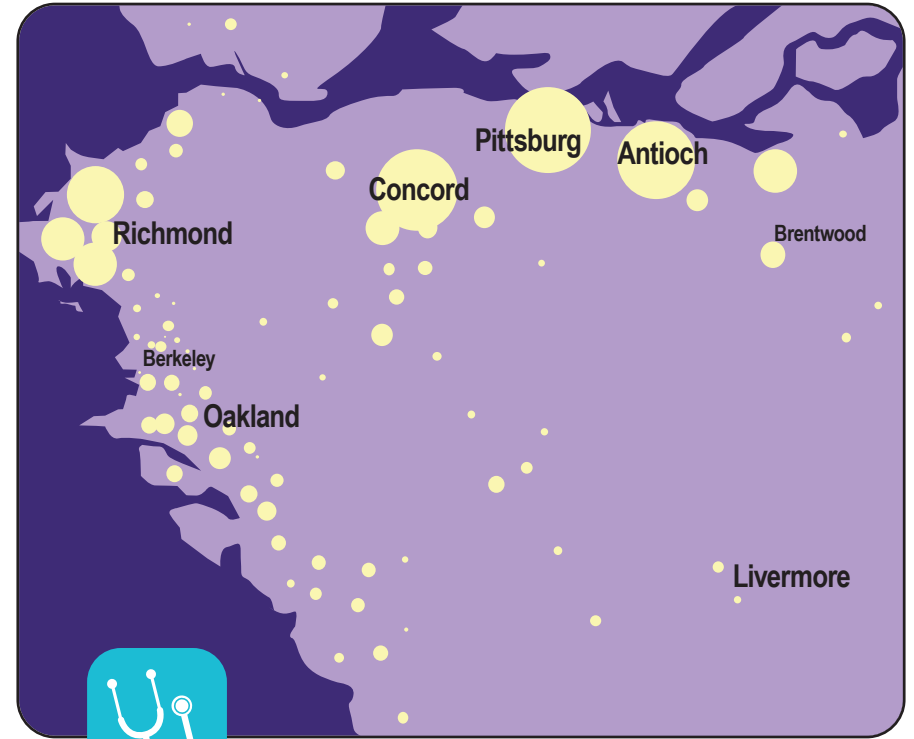 Pittsburg
Antioch
Concord
Richmond
Brentwood
Berkeley
Oakland
Livermore